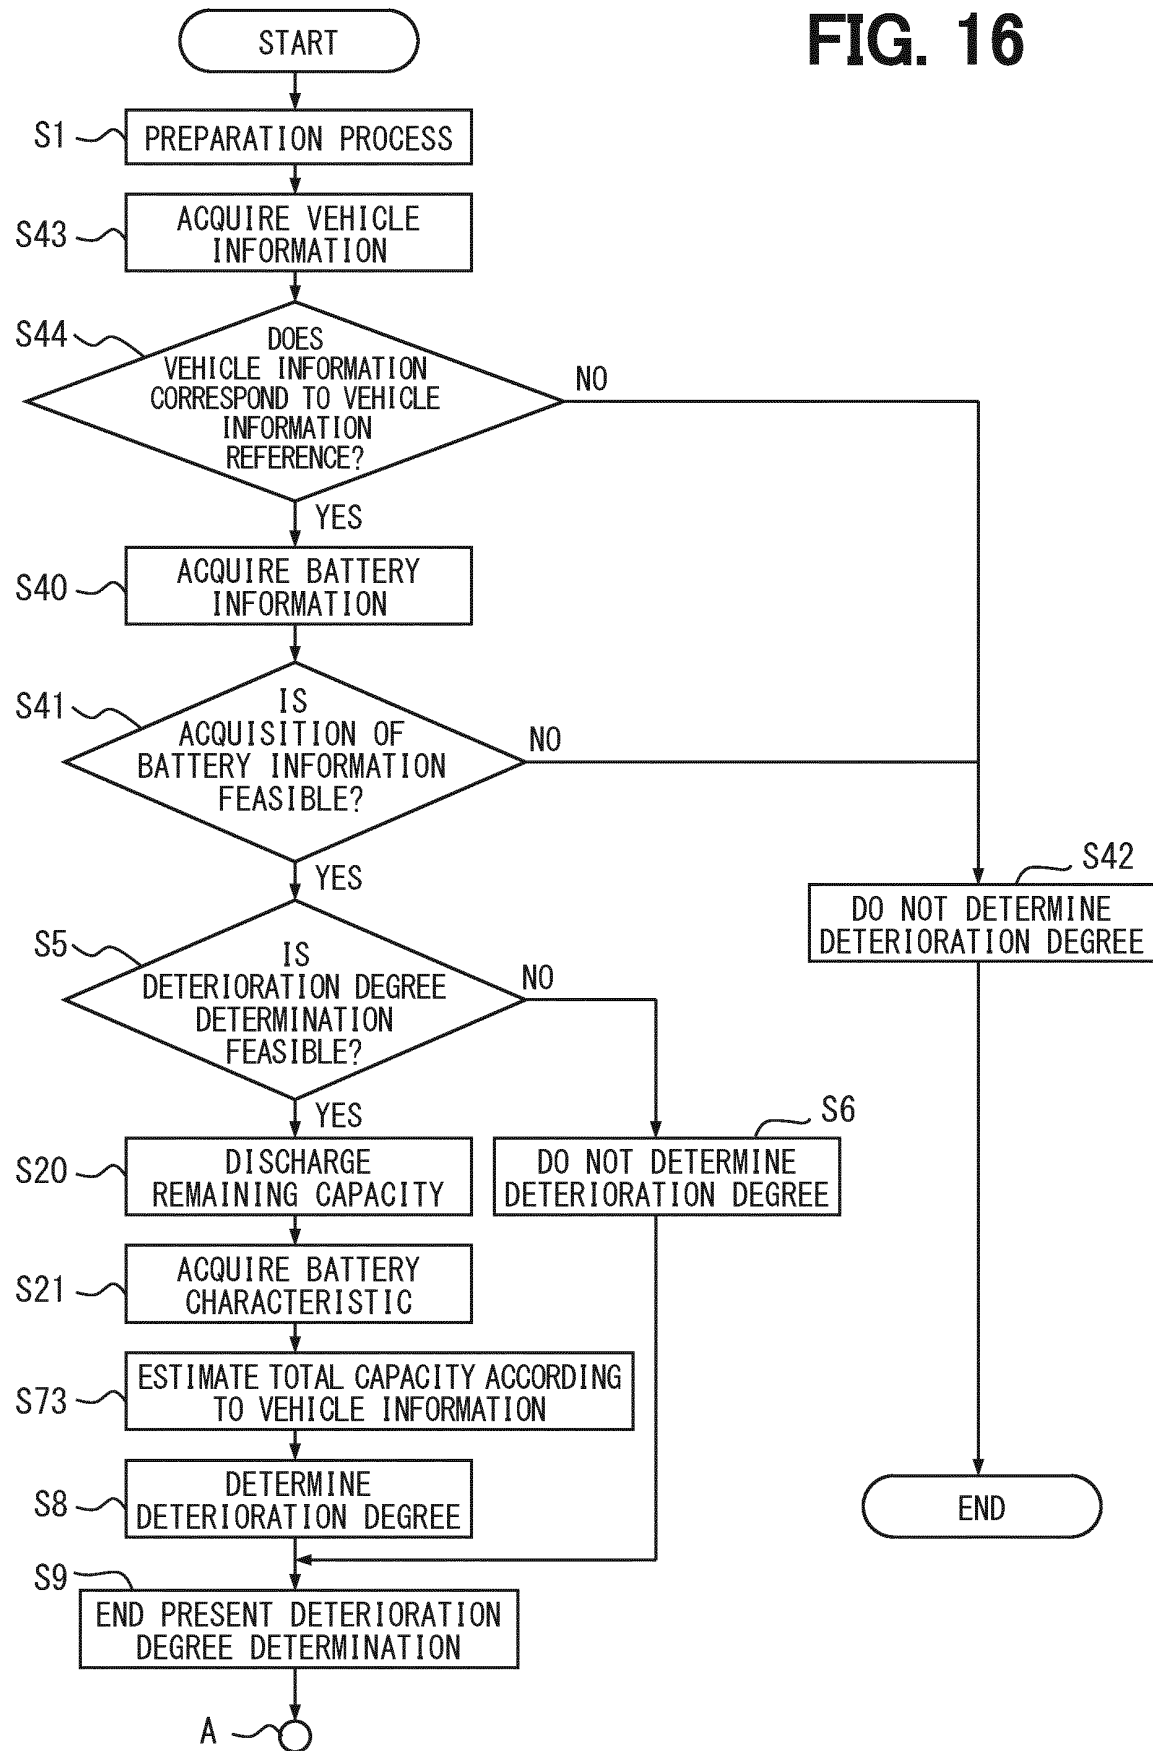 FIG. 16
START
S1
PREPARATION PROCESS
S43
ACQUIRE VEHICLE
INFORMATION
S44
DOES
VEHICLE INFORMATION
CORRESPOND TO VEHICLE
INFORMATION
REFERENCE?
NO
YES
S40
ACQUIRE BATTERY
INFORMATION
S41
IS
ACQUISITION OF
BATTERY INFORMATION
FEASIBLE?
NO
YES
S42
DO NOT DETERMINE
DETERIORATION DEGREE
S5
IS
DETERIORATION DEGREE
DETERMINATION
FEASIBLE?
NO
YES
S6
DO NOT DETERMINE
DETERIORATION DEGREE
S20
DISCHARGE
REMAINING CAPACITY
S21
ACQUIRE BATTERY
CHARACTERISTIC
S73
ESTIMATE TOTAL CAPACITY ACCORDING
TO VEHICLE INFORMATION
S8
DETERMINE
DETERIORATION DEGREE
END
S9
END PRESENT DETERIORATION
DEGREE DETERMINATION
A